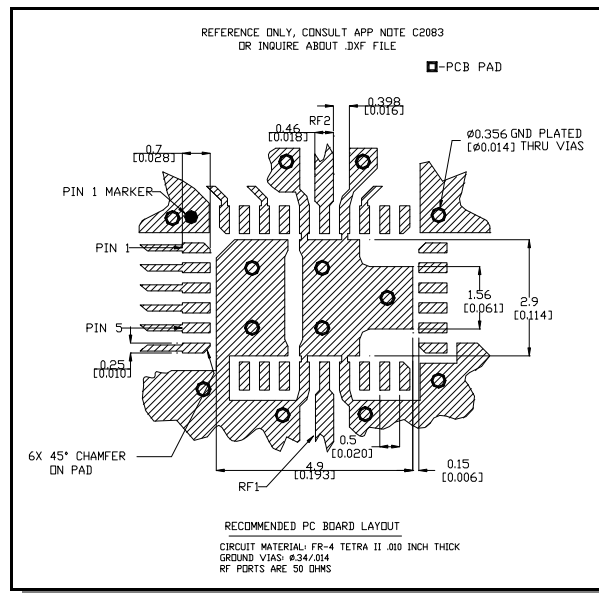 REFERENCE ONLY, CONSULT APP NOTE C2083
OR INQUIRE ABOUT .DXF FILE
-PCB PAD
0.398
[0.016]
RF2
0.46
[0.018]
Ø0.356 GND PLATED
[Ø0.014] THRU VIAS
0.7
[0.028]
PIN 1 MARKER
PIN 1
1.56
[0.061]
2.9
[0.114]
PIN 5
0.25
[0.010]
0.5
[0.020]
6X 45° CHAMFER
ON PAD
4.9
[0.193]
0.15
[0.006]
RF1
RECOMMENDED PC BOARD LAYOUT
CIRCUIT MATERIAL: FR-4 TETRA II .010 INCH THICK
GROUND VIAS: Ø.34/.014
RF PORTS ARE 50 OHMS